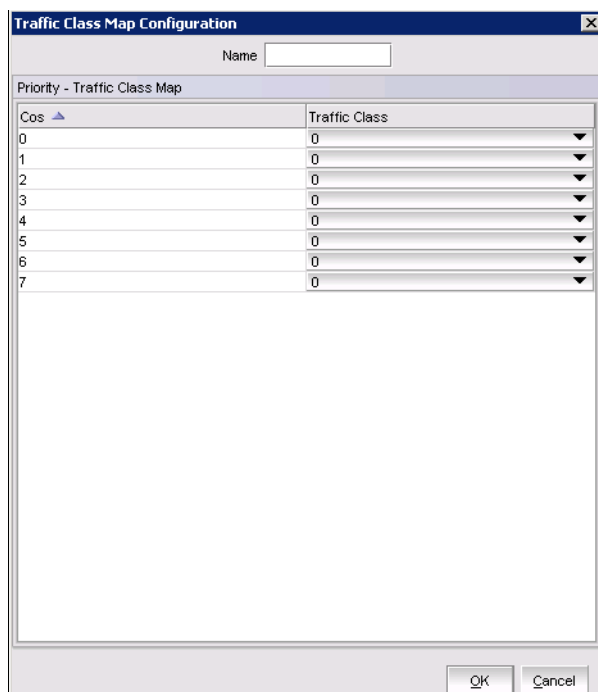 Traffic Class Map Configuration
Name
Priority - Traffic Class Map
Cos Traffic Class
0 0
1 0
2 0
3 0
4 0
5 0
6 0
7 0
OK Cancel